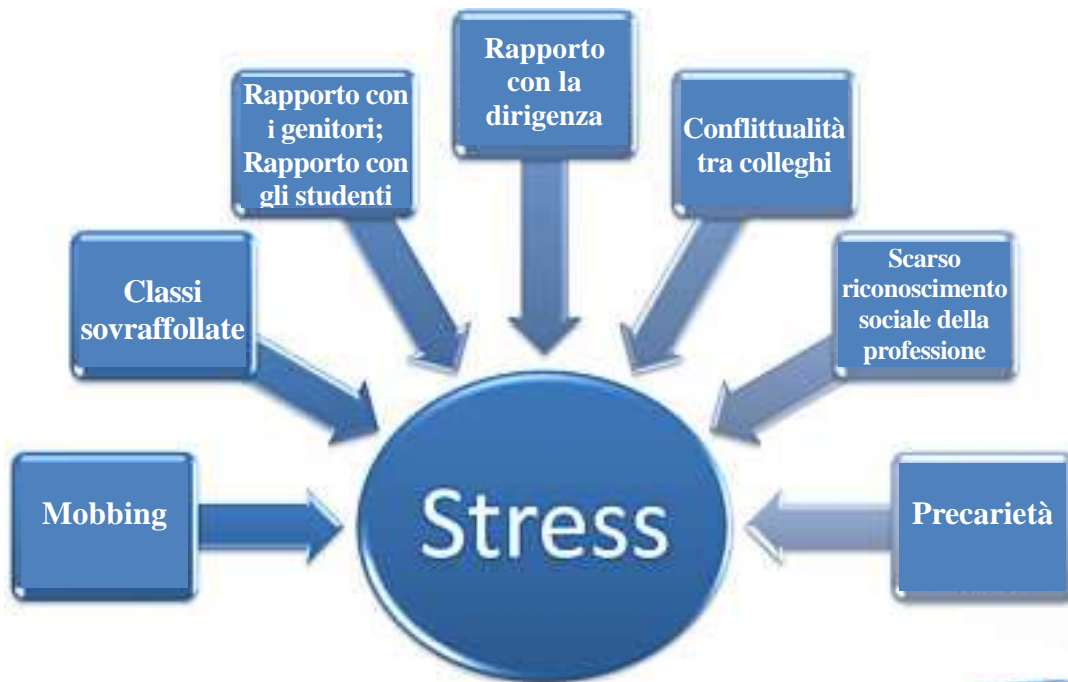 Rapporto
con la
dirigenza
Rapporto con
i genitori;
Rapporto con
gli studenti
Conflittualità
tra colleghi
Classi
sovraffollate
Scarso
riconoscimento
sociale della
professione
Mobbing
Stress
Precarietà